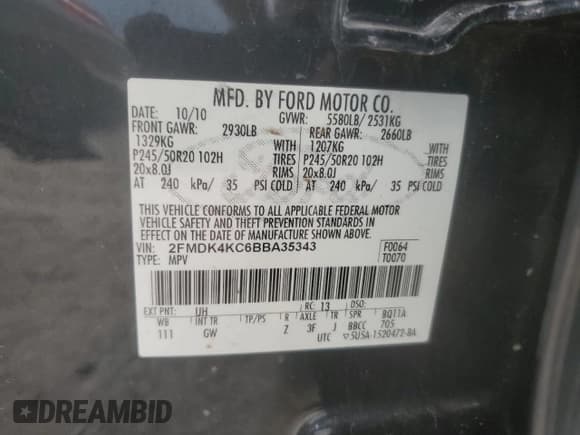 MFD. BY FORD MOTOR CO.
DATE: 10/10 GVWR: 5580LB/ 2531KG
FRONT GAWR: 2930LB REAR GAWR: 2660LB
1329KG WITH 1207KG WITH
P245/50R20 102H TIRES P245/50R20 102H TIRES
20x8.0J RIMS 20x8.0J RIMS
AT 240 kPa/ 35 PSI COLD AT 240 kPa/ 35 PSI COLD
THIS VEHICLE CONFORMS TO ALL APPLICABLE FEDERAL MOTOR
VEHICLE SAFETY AND THEFT PREVENTION STANDARDS IN
EFFECT ON THE DATE OF MANUFACTURE SHOWN ABOVE.
VIN: 2FMDK4KC6BBA35343 F0064
TYPE: MPV T0070
EXT PNT: UH RC: 13 DSO:
WB INT TR TP/PS R AXLE TR SPR BQ11A
111 GW Z 3F J BBCC 705
UTC 5U5A-1520472-BA
DREAMBID